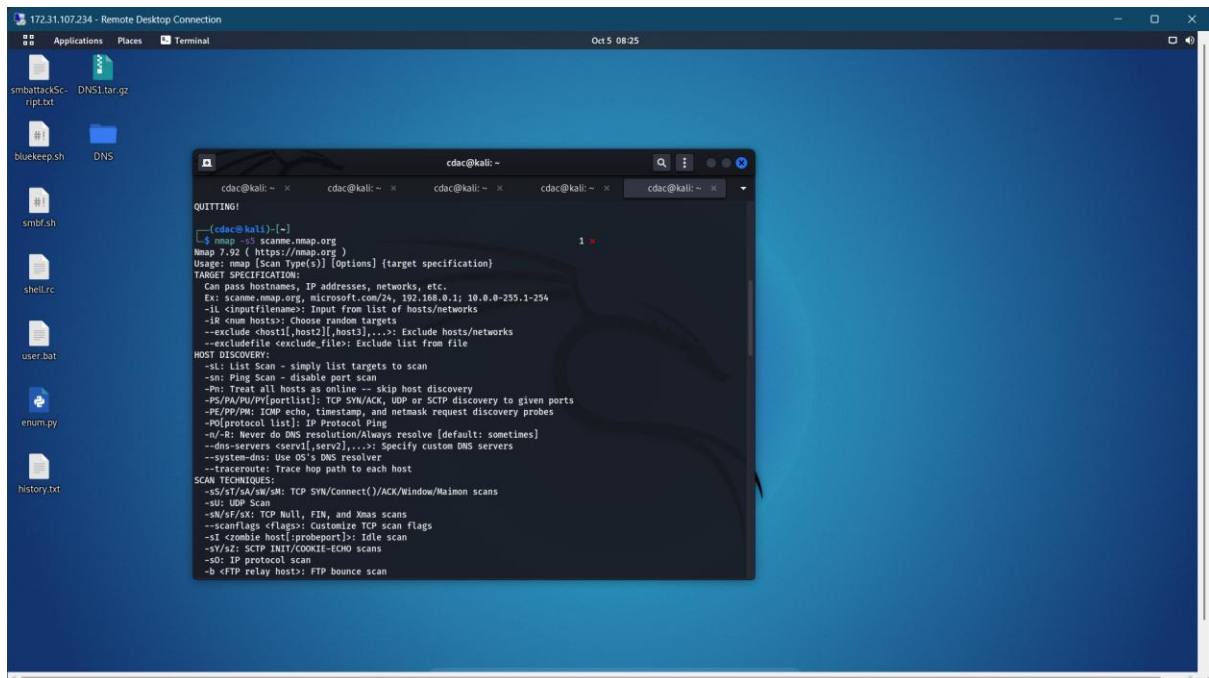 172.31.107.234 - Remote Desktop Connection
Applications Places Terminal Oct 5 08:25
smbattackSc-
ript.txt
DNS1.tar.gz
bluekeep.sh
DNS
smbf.sh
shell.rc
user.bat
enum.py
history.txt
cdac@kali: ~
cdac@kali: ~ × cdac@kali: ~ × cdac@kali: ~ × cdac@kali: ~ × cdac@kali: ~ ×
QUITTING!
┌──(cdac㉿kali)-[~]
└─$ nmap -s5 scanme.nmap.org 1 ×
Nmap 7.92 ( https://nmap.org )
Usage: nmap [Scan Type(s)] [Options] {target specification}
TARGET SPECIFICATION:
Can pass hostnames, IP addresses, networks, etc.
Ex: scanme.nmap.org, microsoft.com/24, 192.168.0.1; 10.0.0-255.1-254
-iL <inputfilename>: Input from list of hosts/networks
-iR <num hosts>: Choose random targets
--exclude <host1[,host2][,host3],...>: Exclude hosts/networks
--excludefile <exclude_file>: Exclude list from file
HOST DISCOVERY:
-sL: List Scan - simply list targets to scan
-sn: Ping Scan - disable port scan
-Pn: Treat all hosts as online -- skip host discovery
-PS/PA/PU/PY[portlist]: TCP SYN/ACK, UDP or SCTP discovery to given ports
-PE/PP/PM: ICMP echo, timestamp, and netmask request discovery probes
-PO[protocol list]: IP Protocol Ping
-n/-R: Never do DNS resolution/Always resolve [default: sometimes]
--dns-servers <serv1[,serv2],...>: Specify custom DNS servers
--system-dns: Use OS's DNS resolver
--traceroute: Trace hop path to each host
SCAN TECHNIQUES:
-sS/sT/sA/sW/sM: TCP SYN/Connect()/ACK/Window/Maimon scans
-sU: UDP Scan
-sN/sF/sX: TCP Null, FIN, and Xmas scans
--scanflags <flags>: Customize TCP scan flags
-sI <zombie host[:probeport]>: Idle scan
-sY/sZ: SCTP INIT/COOKIE-ECHO scans
-sO: IP protocol scan
-b <FTP relay host>: FTP bounce scan